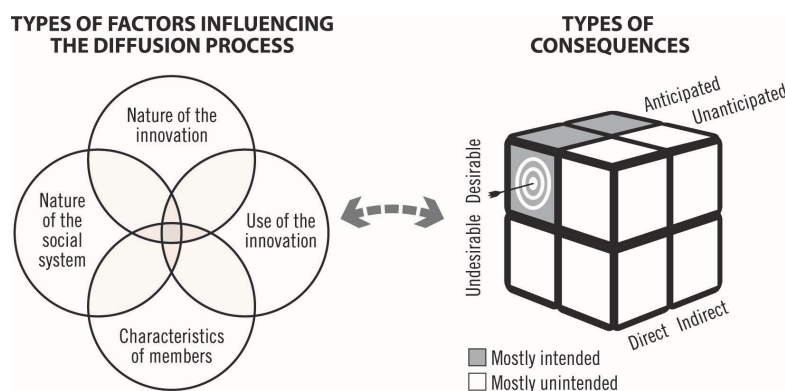 TYPES OF FACTORS INFLUENCING
THE DIFFUSION PROCESS
Nature of the
innovation
Nature
of the
social
system
Use of the
innovation
Characteristics
of members
TYPES OF
CONSEQUENCES
Anticipated
Unanticipated
Desirable
Undesirable
Direct
Indirect
Mostly intended
Mostly unintended